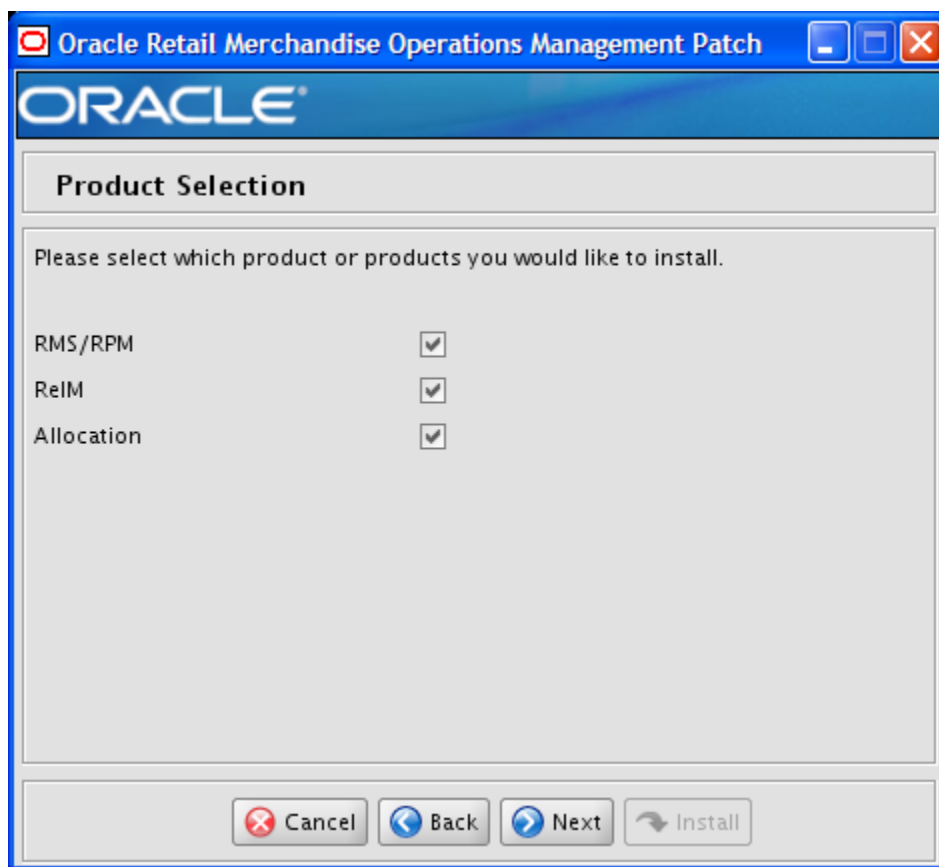 Oracle Retail Merchandise Operations Management Patch
ORACLE
Product Selection
Please select which product or products you would like to install.
RMS/RPM
ReIM
Allocation
Cancel
Back
Next
Install